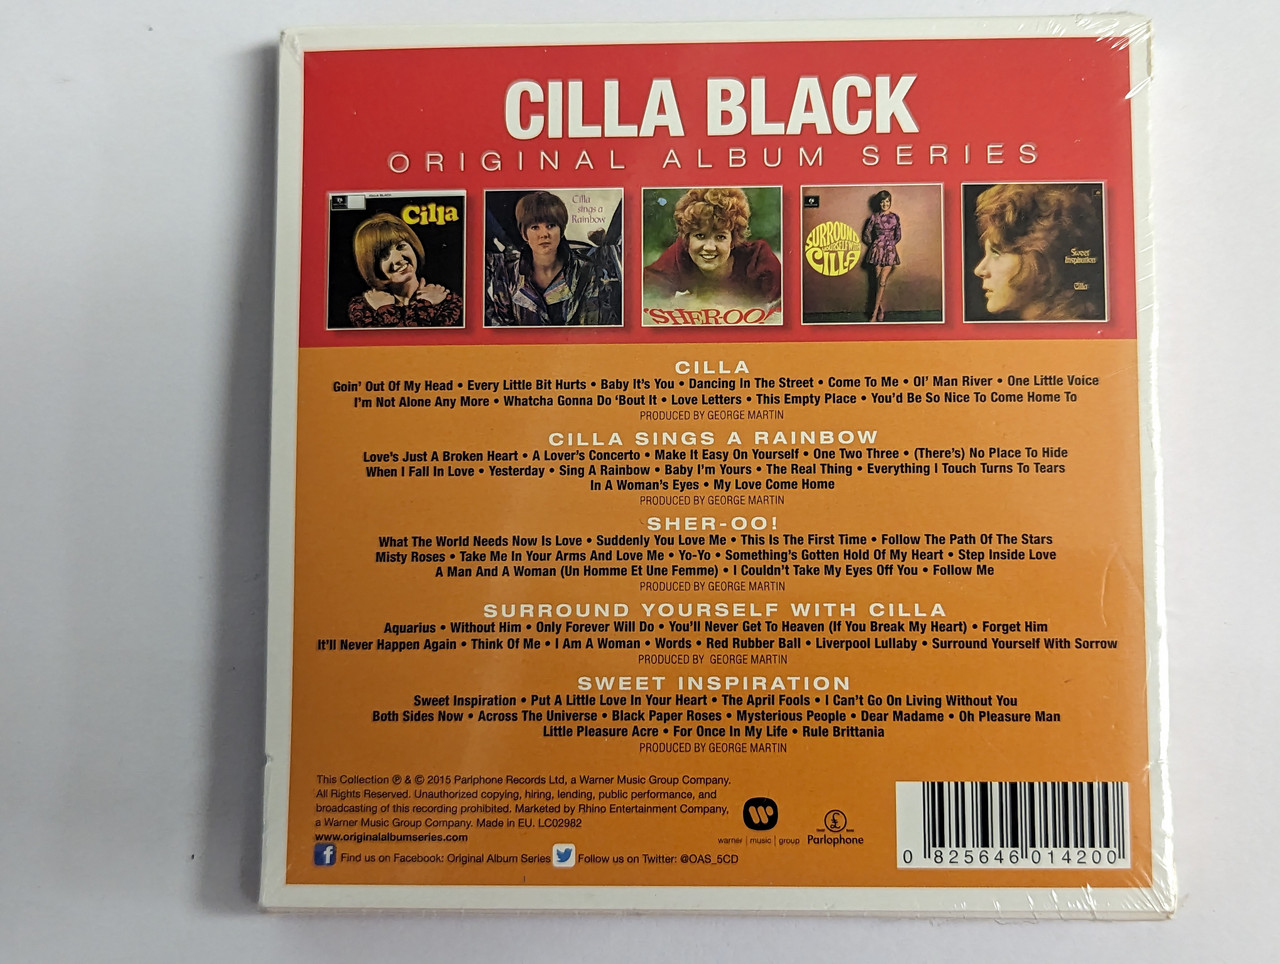 CILLA BLACK
ORIGINAL ALBUM SERIES
CILLA BLACK
Cilla
Cilla
sings a
Rainbow
'SHER-OO!'
SURROUND
YOURSELF WITH
CILLA
Sweet
Inspiration
Cilla
CILLA
Goin' Out Of My Head • Every Little Bit Hurts • Baby It's You • Dancing In The Street • Come To Me • Ol' Man River • One Little Voice
I'm Not Alone Any More • Whatcha Gonna Do 'Bout It • Love Letters • This Empty Place • You'd Be So Nice To Come Home To
PRODUCED BY GEORGE MARTIN
CILLA SINGS A RAINBOW
Love's Just A Broken Heart • A Lover's Concerto • Make It Easy On Yourself • One Two Three • (There's) No Place To Hide
When I Fall In Love • Yesterday • Sing A Rainbow • Baby I'm Yours • The Real Thing • Everything I Touch Turns To Tears
In A Woman's Eyes • My Love Come Home
PRODUCED BY GEORGE MARTIN
SHER-OO!
What The World Needs Now Is Love • Suddenly You Love Me • This Is The First Time • Follow The Path Of The Stars
Misty Roses • Take Me In Your Arms And Love Me • Yo-Yo • Something's Gotten Hold Of My Heart • Step Inside Love
A Man And A Woman (Un Homme Et Une Femme) • I Couldn't Take My Eyes Off You • Follow Me
PRODUCED BY GEORGE MARTIN
SURROUND YOURSELF WITH CILLA
Aquarius • Without Him • Only Forever Will Do • You'll Never Get To Heaven (If You Break My Heart) • Forget Him
It'll Never Happen Again • Think Of Me • I Am A Woman • Words • Red Rubber Ball • Liverpool Lullaby • Surround Yourself With Sorrow
PRODUCED BY GEORGE MARTIN
SWEET INSPIRATION
Sweet Inspiration • Put A Little Love In Your Heart • The April Fools • I Can't Go On Living Without You
Both Sides Now • Across The Universe • Black Paper Roses • Mysterious People • Dear Madame • Oh Pleasure Man
Little Pleasure Acre • For Once In My Life • Rule Brittania
PRODUCED BY GEORGE MARTIN
This Collection ℗ & © 2015 Parlphone Records Ltd, a Warner Music Group Company.
All Rights Reserved. Unauthorized copying, hiring, lending, public performance, and
broadcasting of this recording prohibited. Marketed by Rhino Entertainment Company,
a Warner Music Group Company. Made in EU. LC02982
www.originalalbumseries.com
Find us on Facebook: Original Album Series Follow us on Twitter: @OAS_5CD
warner | music | group
£
Parlophone
0 825646 014200